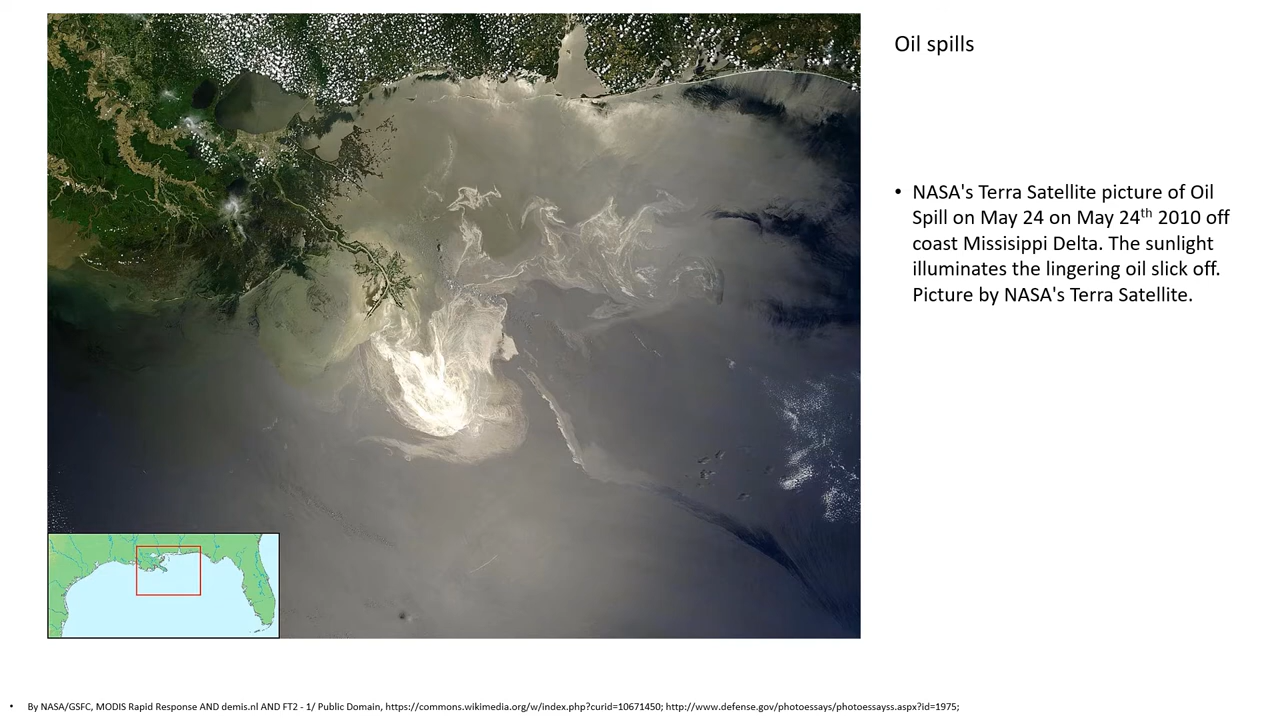 Oil spills
• NASA's Terra Satellite picture of Oil
Spill on May 24 on May 24th 2010 off
coast Missisippi Delta. The sunlight
illuminates the lingering oil slick off.
Picture by NASA's Terra Satellite.
• By NASA/GSFC, MODIS Rapid Response AND demis.nl AND FT2 - 1/ Public Domain, https://commons.wikimedia.org/w/index.php?curid=10671450; http://www.defense.gov/photoessays/photoessayss.aspx?id=1975;